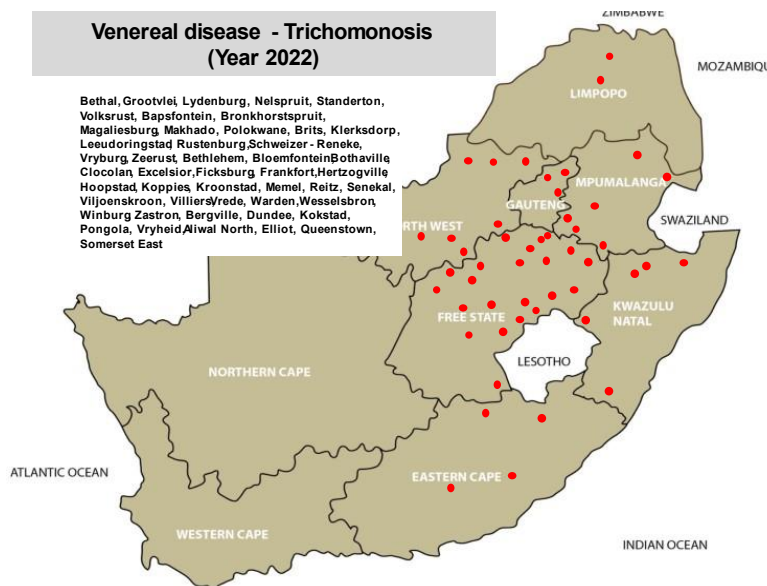 Venereal disease - Trichomonosis
(Year 2022)
Bethal, Grootvlei, Lydenburg, Nelspruit, Standerton,
Volksrust, Bapsfontein, Bronkhorstspruit,
Magaliesburg, Makhado, Polokwane, Brits, Klerksdorp,
Leeudoringstad, Rustenburg,Schweizer - Reneke,
Vryburg, Zeerust, Bethlehem, Bloemfontein,Bothaville,
Clocolan, Excelsior,Ficksburg, Frankfort,Hertzogville,
Hoopstad, Koppies, Kroonstad, Memel, Reitz, Senekal,
Viljoenskroon, Villiers,Vrede, Warden,Wesselsbron,
Winburg, Zastron, Bergville, Dundee, Kokstad,
Pongola, Vryheid,Aliwal North, Elliot, Queenstown,
Somerset East
ZIMBABWE
MOZAMBIQU
LIMPOPO
MPUMALANGA
GAUTENG
SWAZILAND
RTH WEST
KWAZULU
NATAL
FREE STATE
LESOTHO
NORTHERN CAPE
ATLANTIC OCEAN
EASTERN CAPE
WESTERN CAPE
INDIAN OCEAN